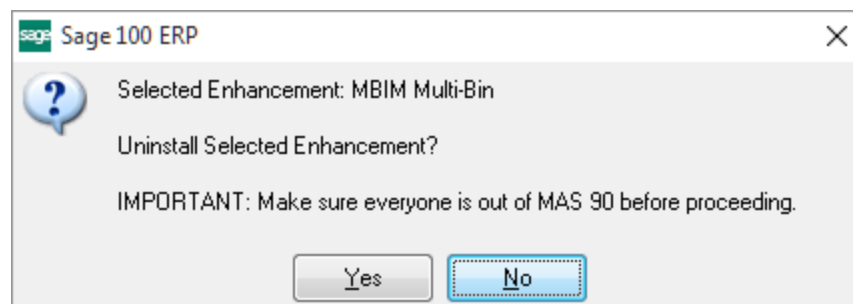 sage Sage 100 ERP
Selected Enhancement: MBIM Multi-Bin
Uninstall Selected Enhancement?
IMPORTANT: Make sure everyone is out of MAS 90 before proceeding.
Yes No